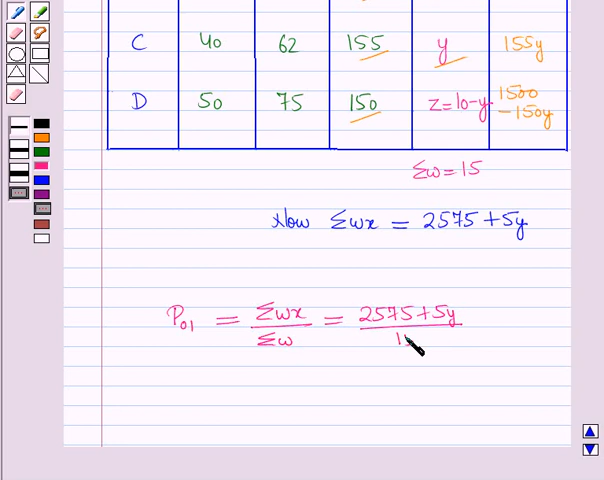 C 40 62 155 y 155y
D 50 75 150 z=10-y 1500
-150y
Σw=15
Now Σwx = 2575+5y
P01 = Σwx/Σw = 2575+5y/1